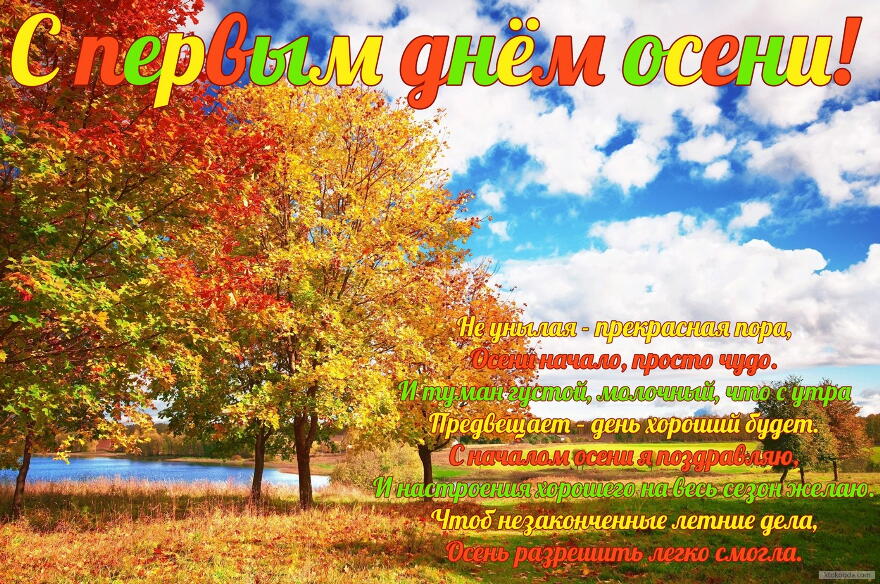 С первым днём осени!
Не унылая - прекрасная пора,
Осени начало, просто чудо.
И туман густой, молочный, что с утра
Предвещает - день хороший будет.
С началом осени я поздравляю,
И настроения хорошего на весь сезон желаю.
Чтоб незаконченные летние дела,
Осень разрешить легко смогла.